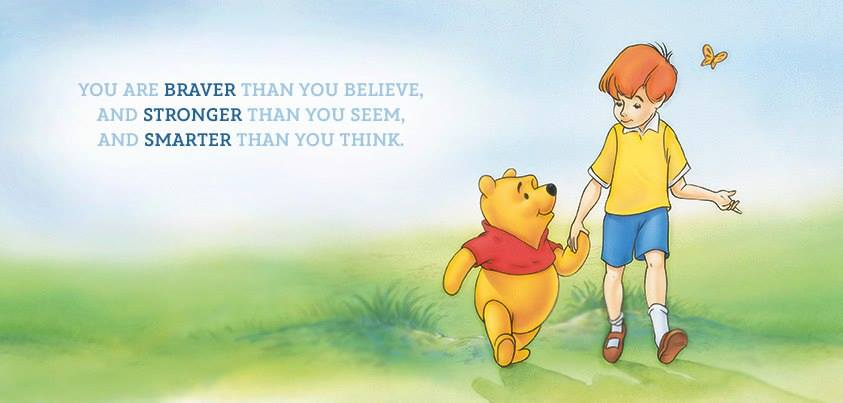 YOU ARE BRAVER THAN YOU BELIEVE,
AND STRONGER THAN YOU SEEM,
AND SMARTER THAN YOU THINK.